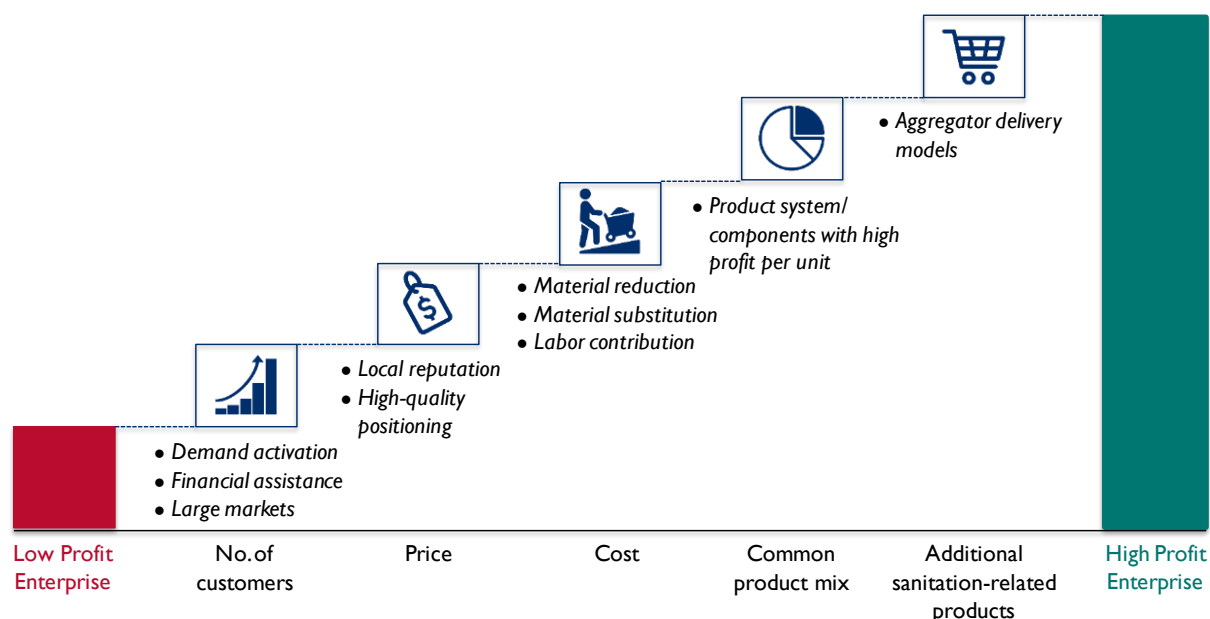 $
• Aggregator delivery
models
• Product system/
components with high
profit per unit
• Material reduction
• Material substitution
• Labor contribution
• Local reputation
• High-quality
positioning
• Demand activation
• Financial assistance
• Large markets
Low Profit
Enterprise
No. of
customers
Price
Cost
Common
product mix
Additional
sanitation-related
products
High Profit
Enterprise